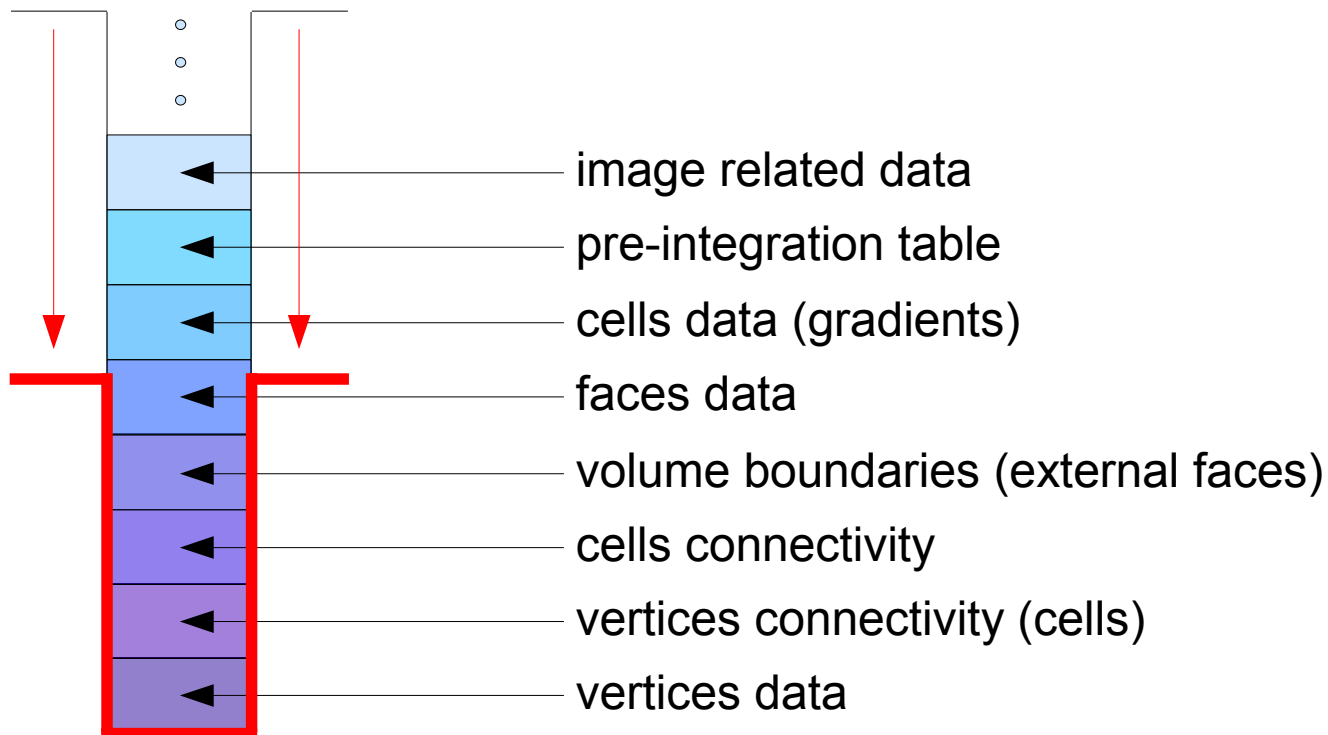 image related data
pre-integration table
cells data (gradients)
faces data
volume boundaries (external faces)
cells connectivity
vertices connectivity (cells)
vertices data